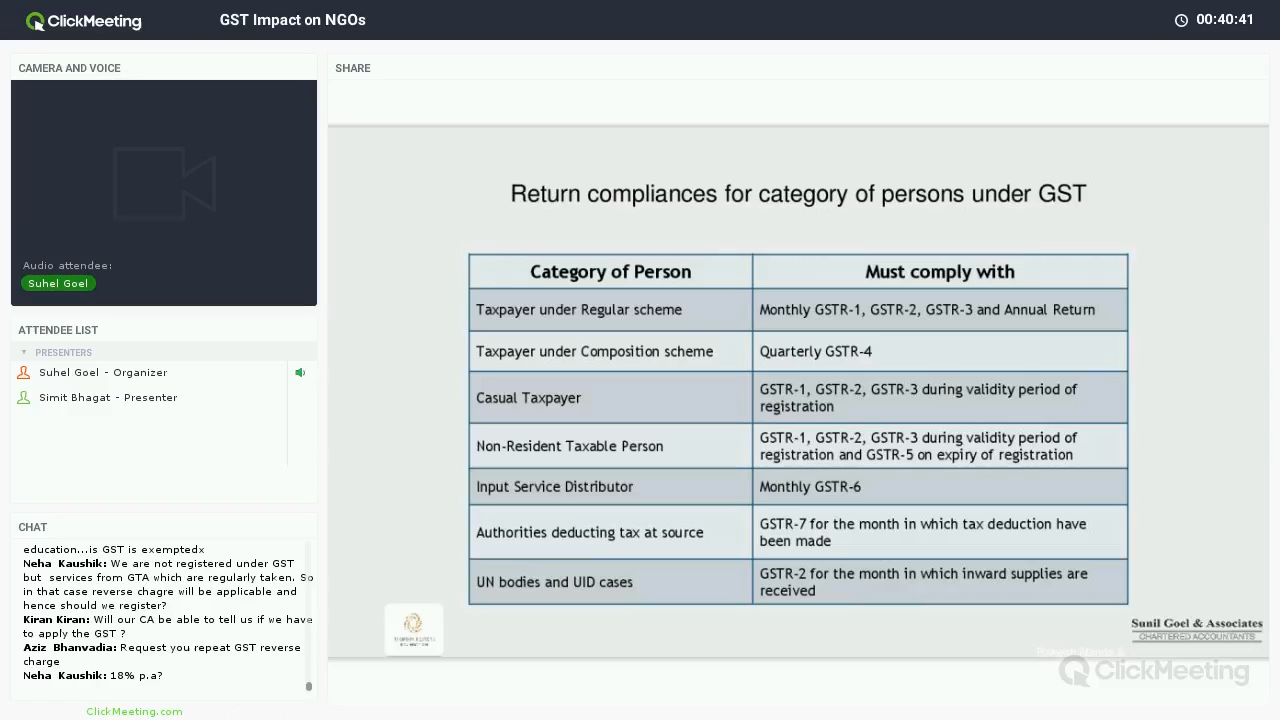 ClickMeeting
GST Impact on NGOs
00:40:41
CAMERA AND VOICE
Audio attendee:
Suhel Goel
ATTENDEE LIST
PRESENTERS
Suhel Goel - Organizer
Simit Bhagat - Presenter
CHAT
education...is GST is exemptedx
Neha Kaushik: We are not registered under GST
but services from GTA which are regularly taken. So
in that case reverse chagre will be applicable and
hence should we register?
Kiran Kiran: Will our CA be able to tell us if we have
to apply the GST ?
Aziz Bhanvadia: Request you repeat GST reverse
charge
Neha Kaushik: 18% p.a?
ClickMeeting.com
SHARE
Return compliances for category of persons under GST
Category of Person Must comply with
Taxpayer under Regular scheme Monthly GSTR-1, GSTR-2, GSTR-3 and Annual Return
Taxpayer under Composition scheme Quarterly GSTR-4
Casual Taxpayer GSTR-1, GSTR-2, GSTR-3 during validity period of
registration
Non-Resident Taxable Person GSTR-1, GSTR-2, GSTR-3 during validity period of
registration and GSTR-5 on expiry of registration
Input Service Distributor Monthly GSTR-6
Authorities deducting tax at source GSTR-7 for the month in which tax deduction have
been made
UN bodies and UID cases GSTR-2 for the month in which inward supplies are
received
Sunil Goel & Associates
CHARTERED ACCOUNTANTS
ClickMeeting